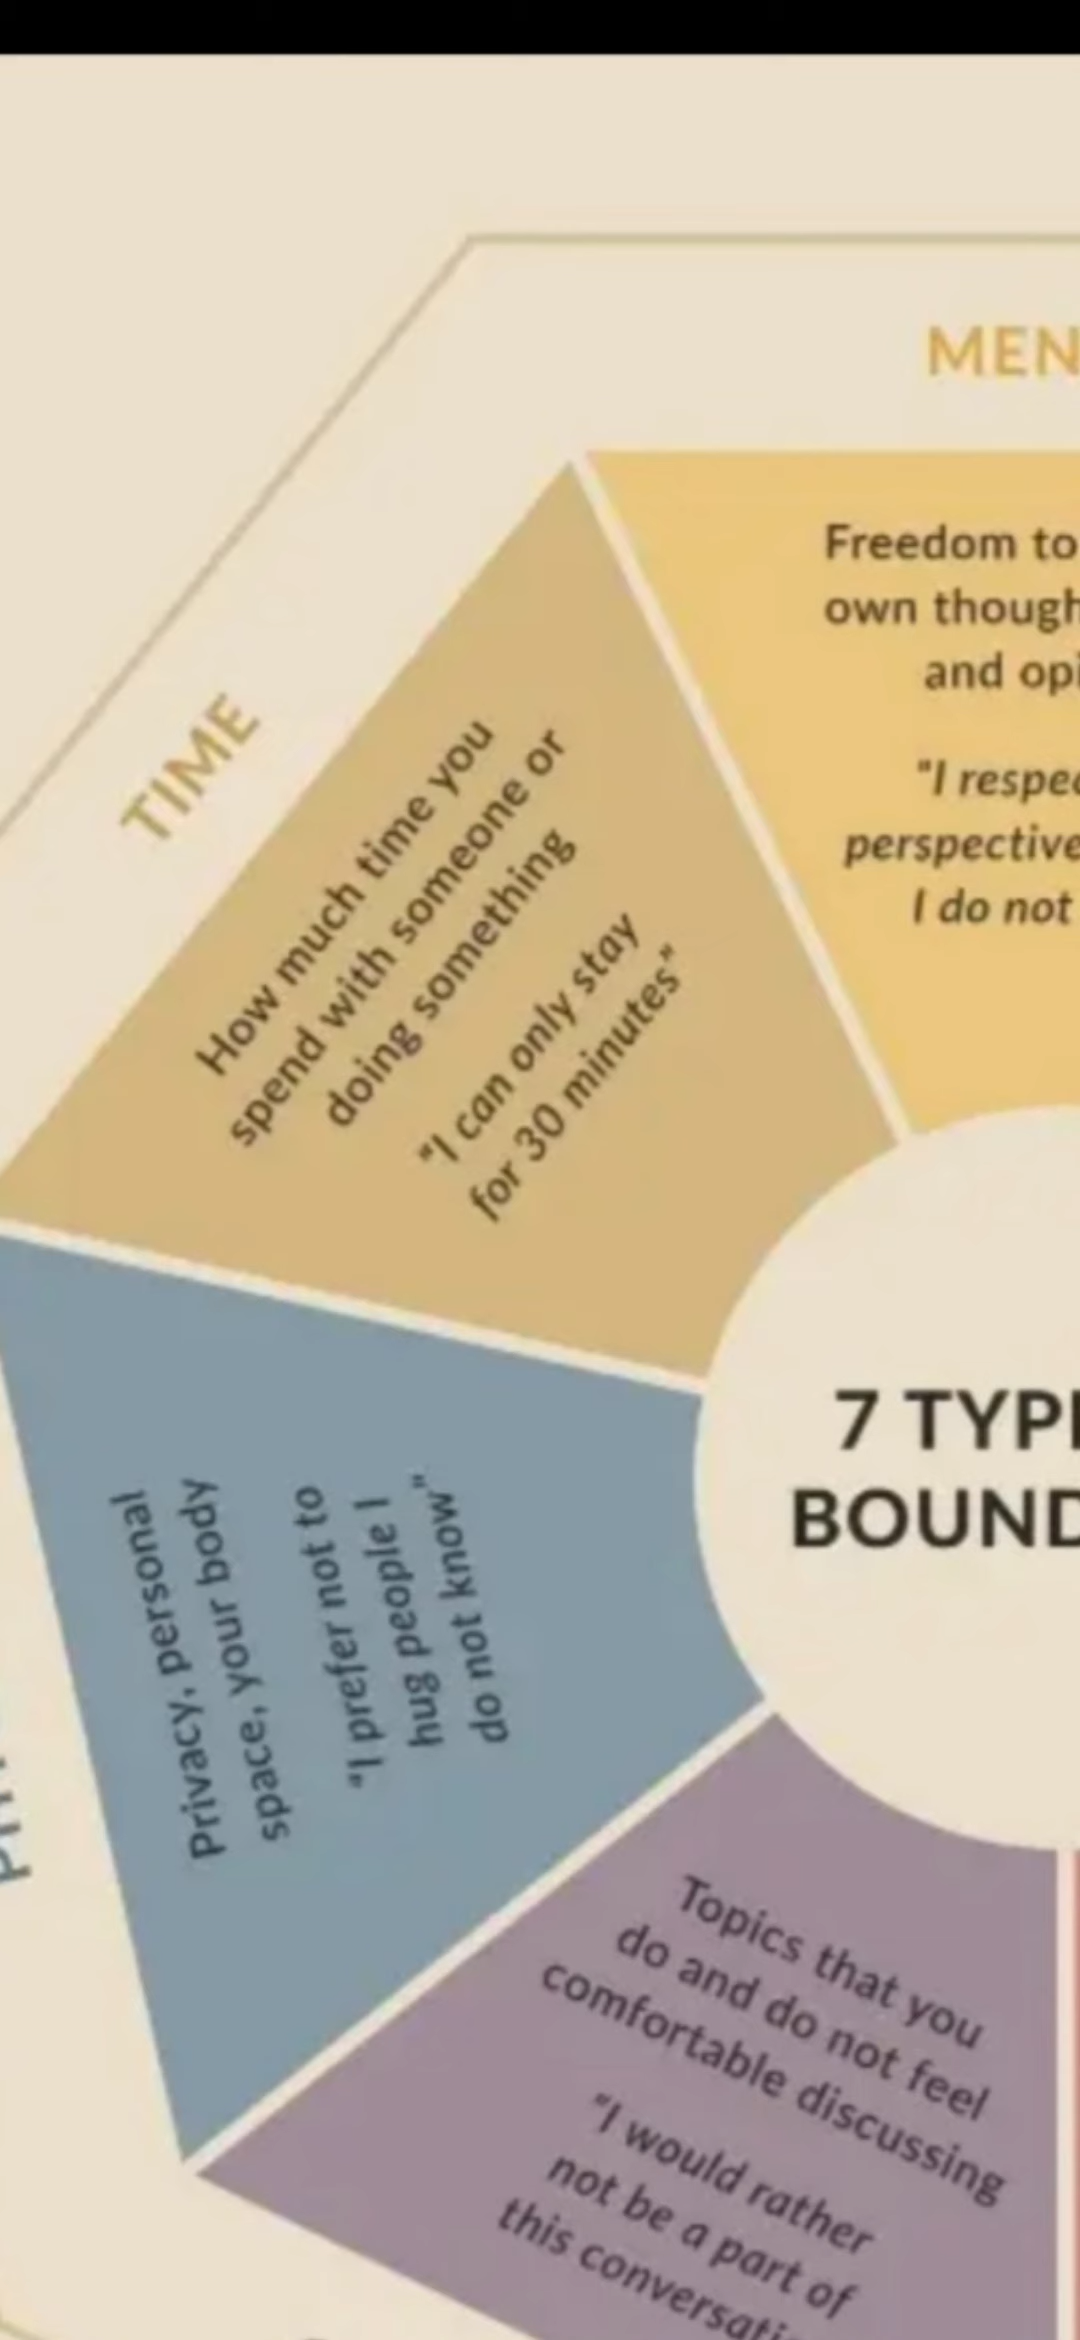 MEN
Freedom to
own though
and opi
"I respec
perspective
I do not
TIME
How much time you
spend with someone or
doing something
"I can only stay
for 30 minutes"
7 TYPE
BOUND
Privacy, personal
space, your body
"I prefer not to
hug people I
do not know"
Topics that you
do and do not feel
comfortable discussing
"I would rather
not be a part of
this conversati